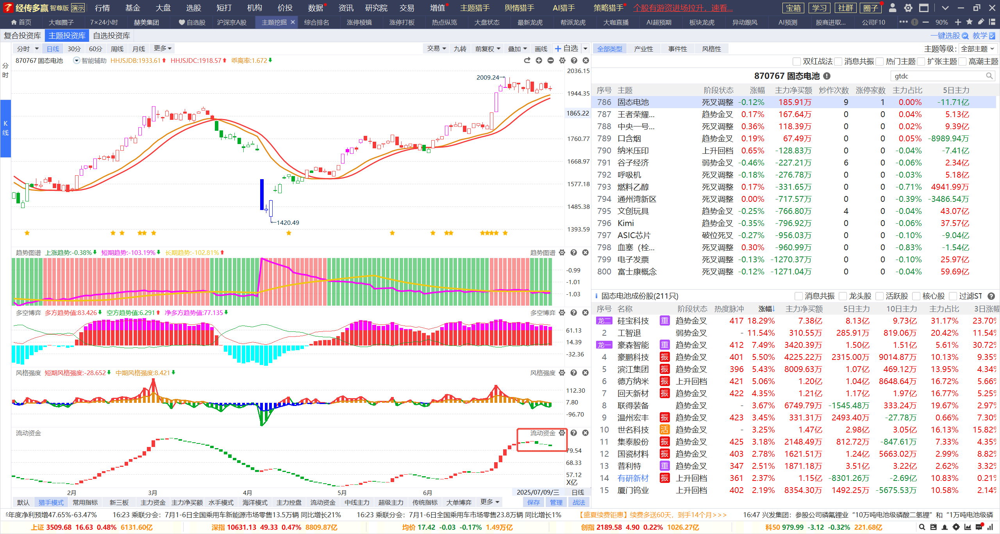 经传多赢 智尊版 演示 行情 基金 大盘 选股 短打 机构 价投 数据 资讯 研究院 交易 增值 主题猎手 舆情猎手 AI猎手 策略猎手 个股有游资进场拉升，速看... 宝箱 学习 社群 圈子
首页 大咖圈子 7×24小时 赫美集团 自选股 沪深京A股 主题挖掘 综合排名 涨停棱镜 涨停打板 热点纵览 大盘状态 最新龙虎 帮派龙虎 大咖直播 AI超预期 板块龙虎 异动跟风 AI预测 股商进取... 公司F10 90%
复合投资库 主题投资库 自选投资库 一键选股 教学
分时 日线 30分 60分 周线 月线 更多 交易 九转 前复权 叠加 画线 自选
分时
K线
870767 固态电池 智能辅助 HHJSJDB:1933.61 HHJSJDC:1918.57 乖离率:1.672
2036.15
2009.24
1944.35
1865.22
1760.77
1668.97
1577.18
1485.38
1420.49
1393.59
趋势图谱 上涨趋势:-0.38% 短期趋势:-103.19% 长期趋势:-102.81% 趋势图谱
-0.99
-1.01
-1.03
多空博弈 多方趋势值:83.426 空方趋势值:6.291 净多方趋势值:77.135 多空博弈
61.13
14.39
-32.36
风格强度 短期风格强度:-28.652 中期风格强度:8.421 风格强度
112.30
7.80
-96.70
流动资金 流动资金
79.54
68.33
57.12
X亿
2月 3月 4月 5月 6月 2025/07/09/三 日线
默认 猎手模式 常用指标 新三板 主力资金 主力净买额 水手模式 海洋模式 主力控盘 流动资金 中线主力 超级主力 传统指标 大单博弈 更多 保存 管理 战法
全部类型 产业性 事件性 风格性 主题等级: 全部主题
双红战法 消息共振 热门主题 扩张主题 高潮主题
870767 固态电池 gtdc
序号 主题 阶段状态 涨幅 主力净买额 炒作次数 涨停家数 主力占比 5日主力
786 固态电池 死叉调整 -0.12% 185.91万 9 1 0.00% -11.71亿
787 王者荣耀... 趋势金叉 0.17% 167.64万 0 0 0.04% 5.13亿
788 中央一号... 死叉调整 0.36% 118.39万 0 0 0.02% 9.39亿
789 口含烟 趋势金叉 0.19% 67.49万 0 0 0.05% -8989.94万
790 纳米压印 上升回档 0.65% -128.83万 0 0 -0.04% -7.41亿
791 谷子经济 弱势金叉 -0.46% -227.21万 6 0 -0.06% 2.34亿
792 呼吸机 死叉调整 -0.18% -276.78万 0 0 -0.03% 5.18亿
793 燃料乙醇 死叉调整 0.17% -331.65万 0 0 -0.71% 4941.99万
794 通州湾新区 死叉调整 0.00% -717.57万 0 0 -0.39% -3486.54万
795 文创玩具 趋势金叉 -0.25% -766.80万 4 0 -0.04% 43.07亿
796 Kimi 趋势金叉 -0.35% -796.92万 0 0 -0.06% 37.57亿
797 ASIC芯片 破位死叉 -0.27% -956.03万 0 0 -0.10% -9.04亿
798 血塞（栓... 死叉调整 0.30% -960.99万 0 0 -0.83% -1.54亿
799 电子发票 死叉调整 -0.13% -1270.37万 0 0 -0.10% 25.97亿
800 富士康概念 死叉调整 -0.12% -1271.04万 0 0 -0.04% 59.69亿
固态电池成份股(211只) 消息共振 龙头股 活跃股 核心股 过滤ST
序号 名称 阶段状态 热度脉冲 涨幅↓ 主力净买额 5日主力 10日主力 主力占比 3日涨幅
龙二 硅宝科技 重 趋势金叉 417 18.29% 7.38亿 8.13亿 9.73亿 31.17% 23.70%
2 工智退 弱势金叉 - 11.54% 310.55万 285.91万 819.06万 20.42% 11.54%
龙一 豪森智能 重 趋势金叉 412 7.49% 3420.39万 1.50亿 1.51亿 5.61% 30.72%
4 豪鹏科技 振 趋势金叉 401 5.50% 4225.22万 2315.00万 9014.87万 10.13% 9.35%
5 滨江集团 振 趋势金叉 396 5.43% 8009.63万 1.07亿 469.12万 13.95% 4.34%
6 德方纳米 振 上升回档 421 5.06% 1.20亿 1.04亿 8648.64万 16.72% 5.66%
7 回天新材 振 趋势金叉 422 4.35% 1.21亿 1.17亿 1.97亿 16.77% 5.25%
8 联得装备 趋势金叉 - 3.67% 6749.79万 -1545.48万 333.24万 19.67% 2.97%
9 温州宏丰 振 趋势金叉 423 3.45% 331.31万 2493.40万 -27.78万 0.66% 7.30%
10 世名科技 活 趋势金叉 - 3.25% 1.47亿 2.98亿 3.05亿 16.13% 15.82%
11 集泰股份 振 趋势金叉 425 3.18% 2148.49万 812.72万 -847.61万 7.33% 4.35%
12 国瓷材料 振 趋势金叉 403 2.78% 1621.51万 1.24亿 5663.02万 2.99% 8.82%
13 普利特 重 趋势金叉 347 2.51% 1871.18万 3.51亿 3.22亿 2.62% 3.32%
14 有研新材 振 上升回档 361 2.37% 1.15亿 -8301.26万 -2.69亿 10.83% 0.21%
15 厦门钨业 上升回档 402 2.19% 8354.30万 1492.25万 -5675.53万 10.58% 2.14%
年度净利预增47.65%-63.47% 16:23 乘联分会：7月1-6日全国乘用车新能源市场零售13.5万辆 同比增长21% 16:23 乘联分会：7月1-6日全国乘用车市场零售23.8万辆 同比增长1% 【盛夏续费钜惠】续费多送60天，到手14个月>>> 16:47 兴发集团：参股公司磷氟锂业“10万吨电池级磷酸二氢锂”和“1万吨电池级磷
上证 3509.68 16.63 0.48% 6131.60亿 深指 10631.13 49.33 0.47% 8809.87亿 均价 17.42 -0.03 -0.17% 1.49万亿 创指 2189.58 4.90 0.22% 1026.27亿 科50 979.99 -3.12 -0.32% 221.68亿